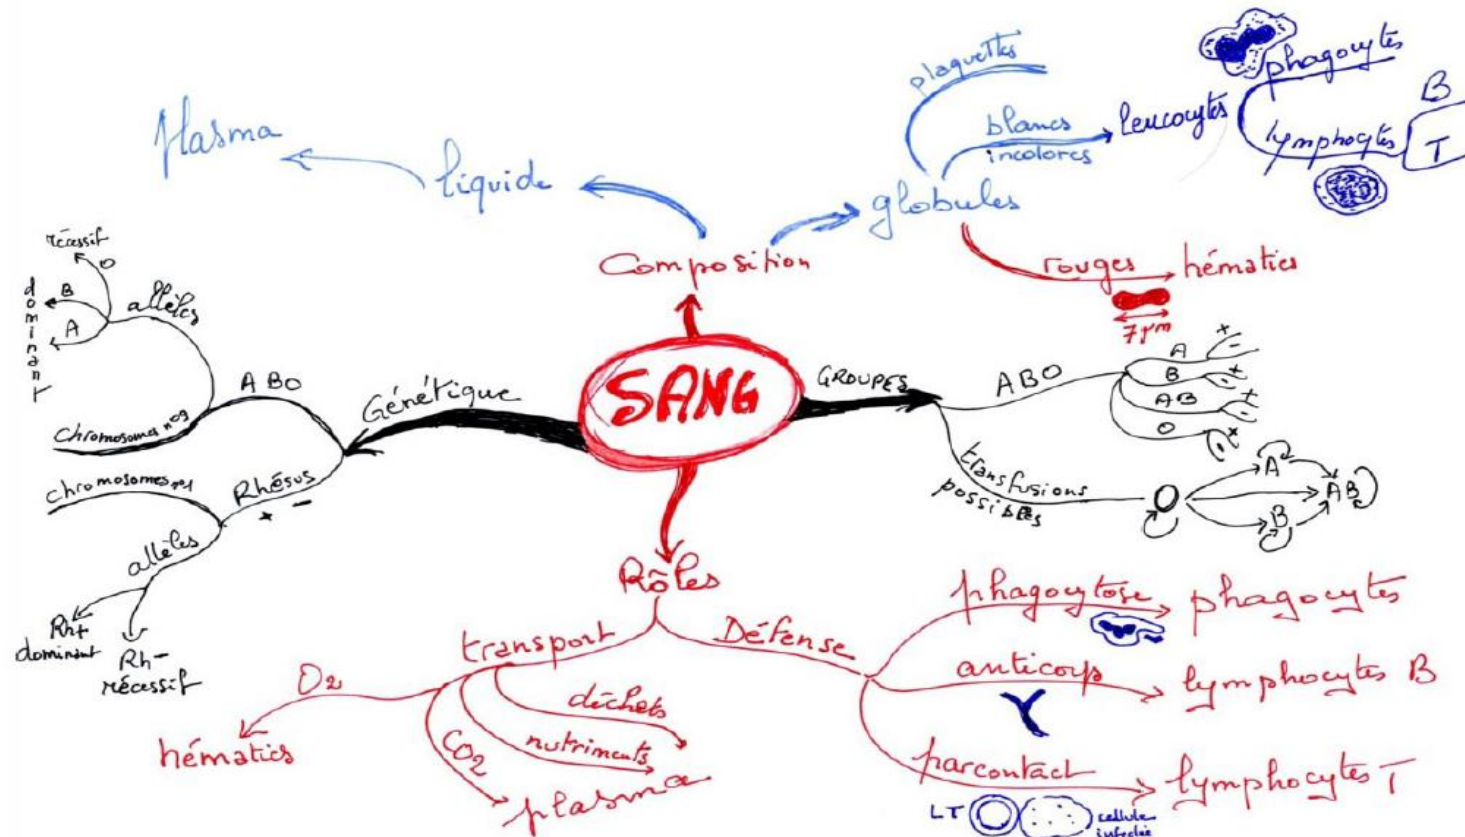 SANG
Composition
liquide
plasma
globules
plaquettes
blancs
incolores
leucocytes
phagocytes
lymphocytes
B
T
rouges
hématies
7 µm
GROUPES
ABO
A
+
-
B
+
-
AB
+
-
O
+
-
transfusions
possibles
O
A
B
AB
Rôles
transport
O2
hématies
CO2
nutriments
déchets
plasma
Défense
phagocytose
phagocytes
anticorps
lymphocytes B
par contact
lymphocytes T
LT
cellule
infectée
Génétique
ABO
allèles
O
récessif
B
A
dominant
chromosomes n°9
Rhésus
+ -
chromosomes n°1
allèles
Rh+
dominant
Rh-
récessif